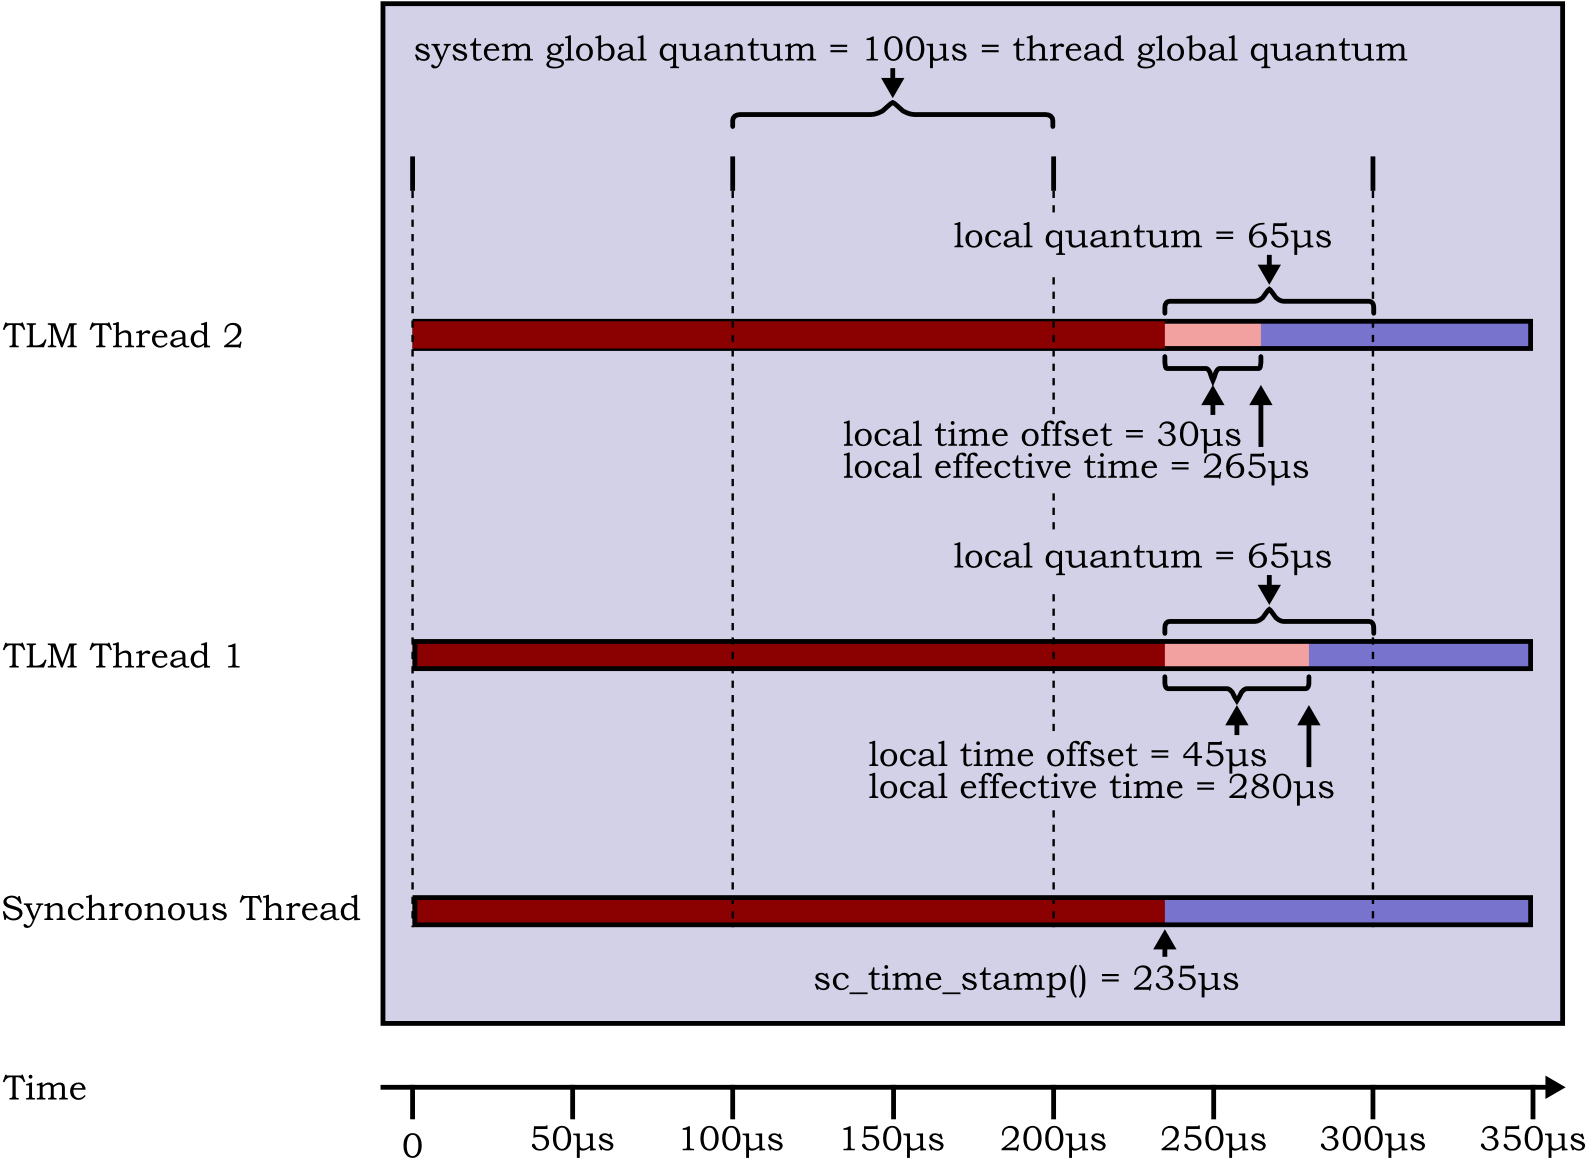 system global quantum = 100µs = thread global quantum
local quantum = 65µs
TLM Thread 2
local time offset = 30µs
local effective time = 265µs
local quantum = 65µs
TLM Thread 1
local time offset = 45µs
local effective time = 280µs
Synchronous Thread
sc_time_stamp() = 235µs
Time
0 50µs 100µs 150µs 200µs 250µs 300µs 350µs